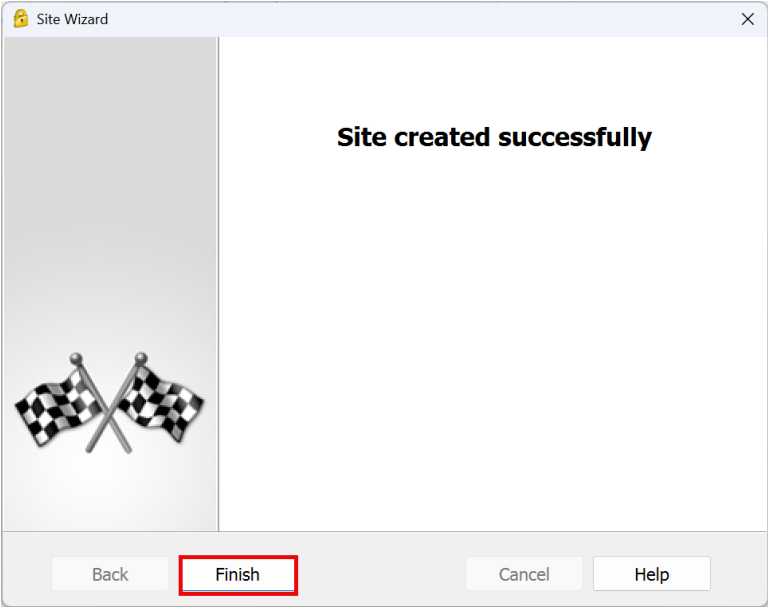 Site Wizard
Site created successfully
Back
Finish
Cancel
Help